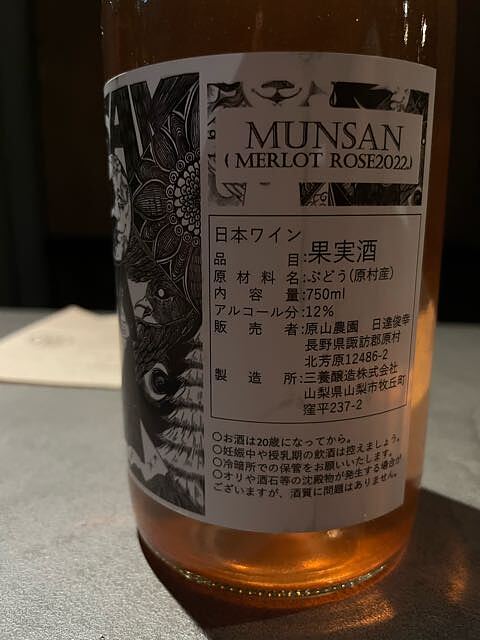 MUNSAN
( MERLOT ROSE2022 )
日本ワイン
品 目:果実酒
原 材 料 名:ぶどう(原村産)
内 容 量:750ml
アルコール分:12%
販 売 者:原山農園 日達俊幸
長野県諏訪郡原村
北芳原12486-2
製 造 所:三養醸造株式会社
山梨県山梨市牧丘町
窪平237-2
○お酒は20歳になってから。
○妊娠中や授乳期の飲酒は控えましょう。
○冷暗所での保管をお願いいたします。
○オリや酒石等の沈殿物が発生する場合が
ございますが、酒質に問題はありません。